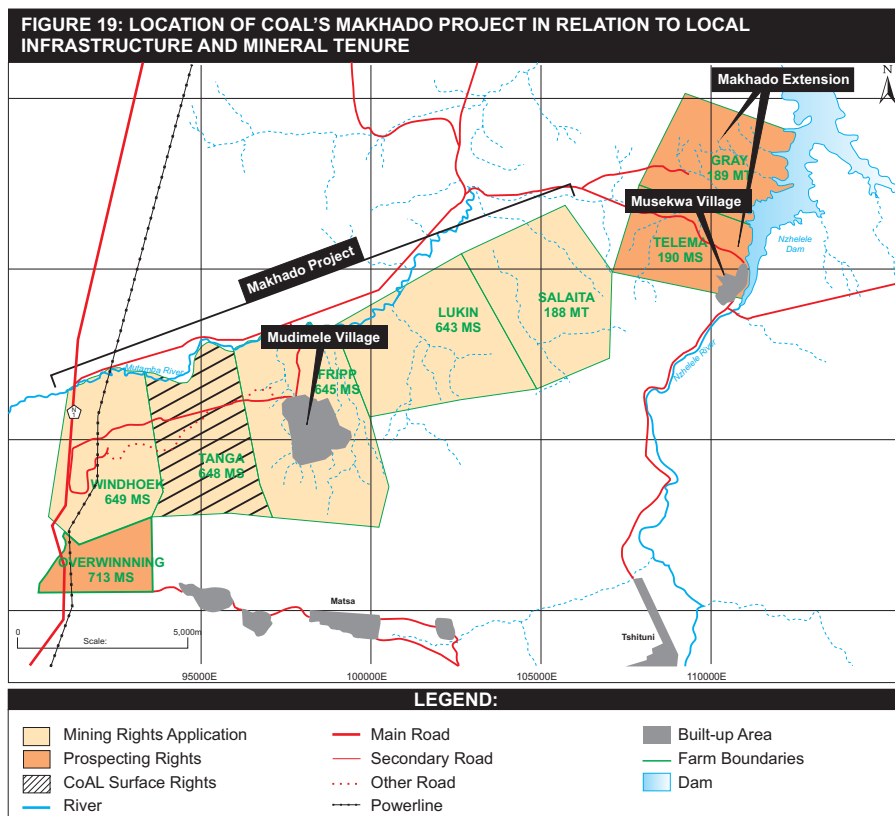 FIGURE 19: LOCATION OF COAL'S MAKHADO PROJECT IN RELATION TO LOCAL
INFRASTRUCTURE AND MINERAL TENURE
N
Makhado Extension
GRAY
189 MT
Musekwa Village
TELEMA
190 MS
Nzhelele
Dam
Makhado Project
SALAITA
188 MT
LUKIN
643 MS
Mudimele Village
Mutamba River
Nzhelele River
FRIPP
645 MS
N
1
TANGA
648 MS
WINDHOEK
649 MS
OVERWINNNING
713 MS
Matsa
Tshituni
0
5,000m
Scale:
95000E
100000E
105000E
110000E
LEGEND:
Mining Rights Application
Prospecting Rights
CoAL Surface Rights
River
Main Road
Secondary Road
Other Road
Powerline
Built-up Area
Farm Boundaries
Dam